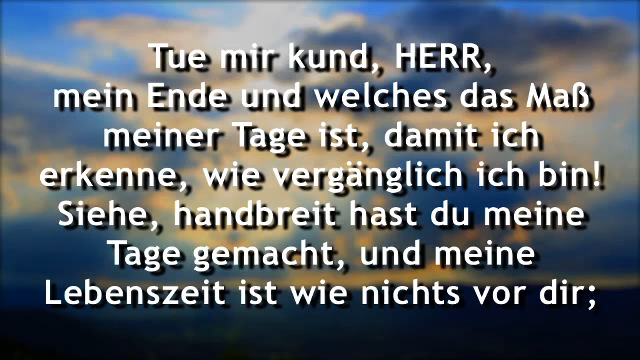 Tue mir kund, HERR,
mein Ende und welches das Maß
meiner Tage ist, damit ich
erkenne, wie vergänglich ich bin!
Siehe, handbreit hast du meine
Tage gemacht, und meine
Lebenszeit ist wie nichts vor dir;